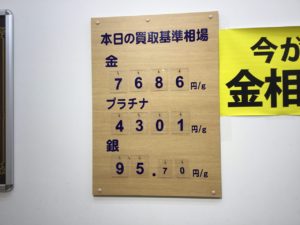 本日の買取基準相場
金
7686円/g
プラチナ
4301円/g
銀
95.70円/g
今が
金相